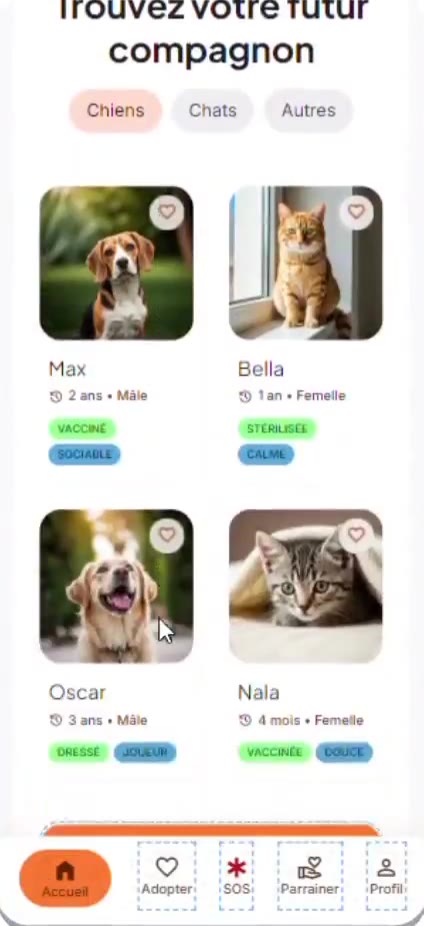 Trouvez votre futur
compagnon
Chiens Chats Autres
Max
2 ans • Mâle
VACCINÉ
SOCIABLE
Bella
1 an • Femelle
STÉRILISÉE
CALME
Oscar
3 ans • Mâle
DRESSÉ JOUEUR
Nala
4 mois • Femelle
VACCINÉE DOUCE
Accueil Adopter SOS Parrainer Profil